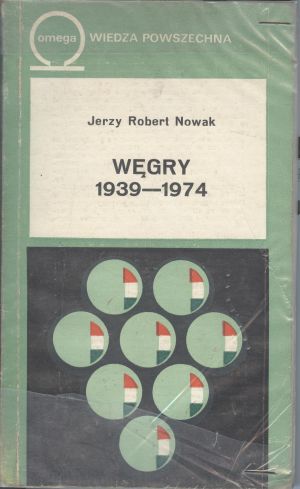 omega
WIEDZA POWSZECHNA
Jerzy Robert Nowak
WĘGRY
1939—1974